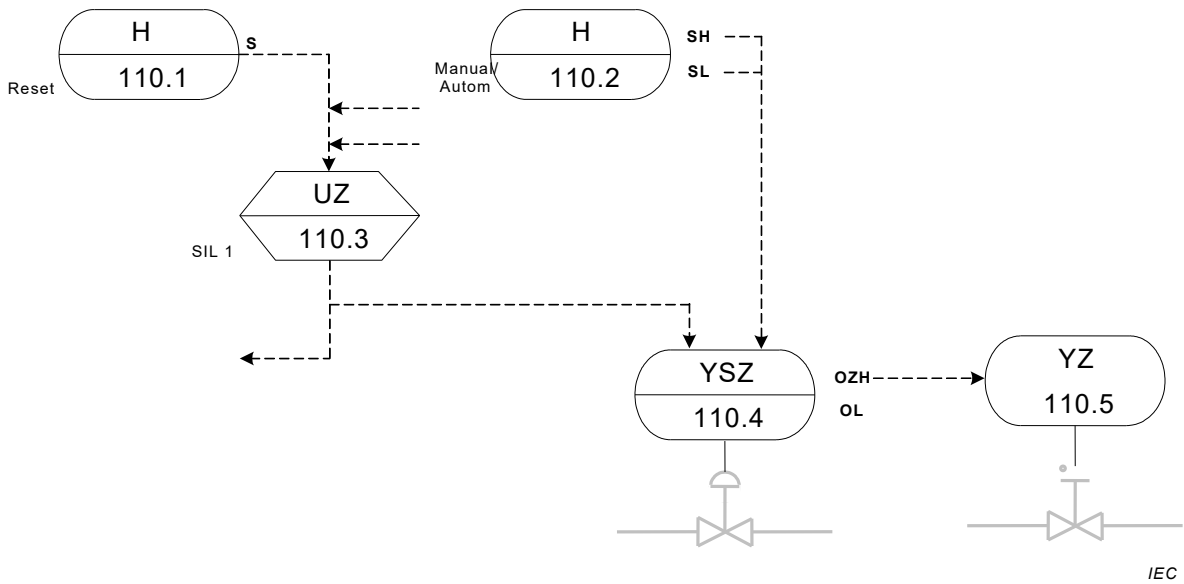 H
S
110.1
Reset
H
SH
SL
110.2
Manual/
Autom
UZ
110.3
SIL 1
YSZ
OZH
110.4
OL
YZ
110.5
IEC